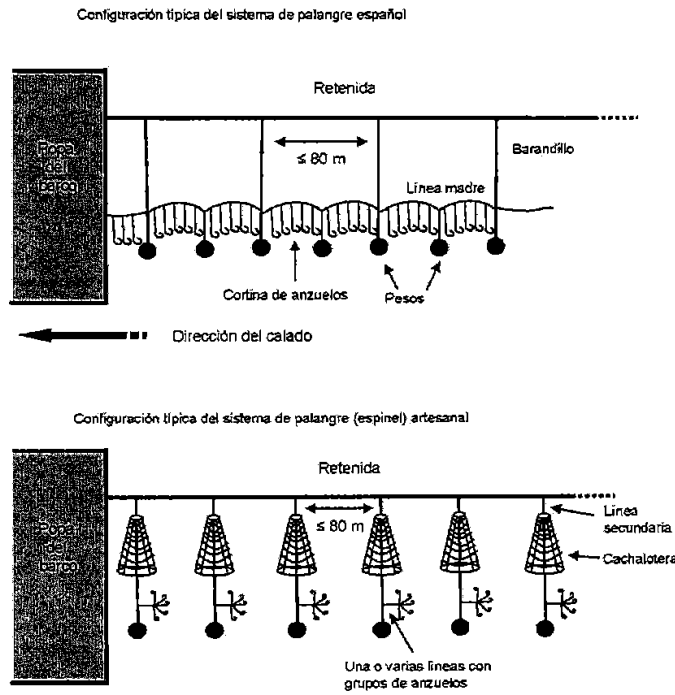 Configuración típica del sistema de palangre español
Retenida
Popa
del
barco
≤ 80 m
Barandillo
Línea madre
Cortina de anzuelos
Pesos
Dirección del calado
Configuración típica del sistema de palangre (espinel) artesanal
Retenida
Popa
del
barco
≤ 80 m
Línea
secundaria
Cachalotera
Una o varias líneas con
grupos de anzuelos